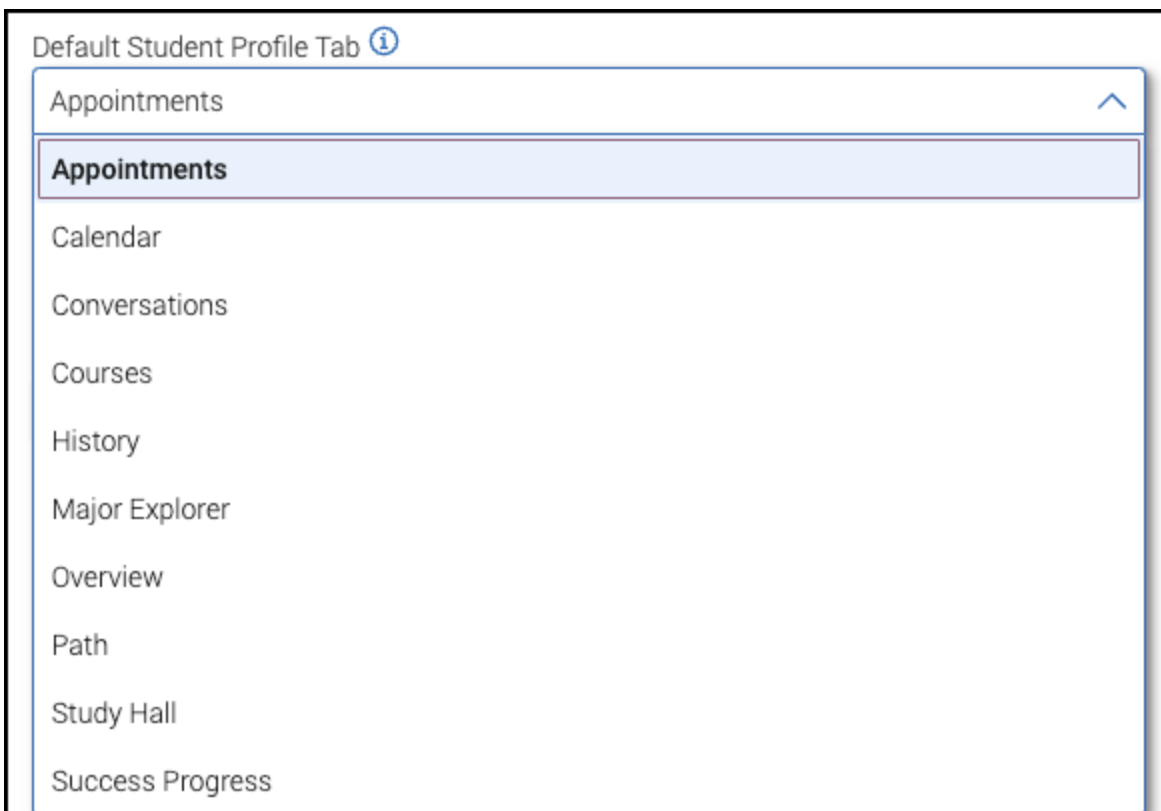 Default Student Profile Tab
Appointments
Appointments
Calendar
Conversations
Courses
History
Major Explorer
Overview
Path
Study Hall
Success Progress